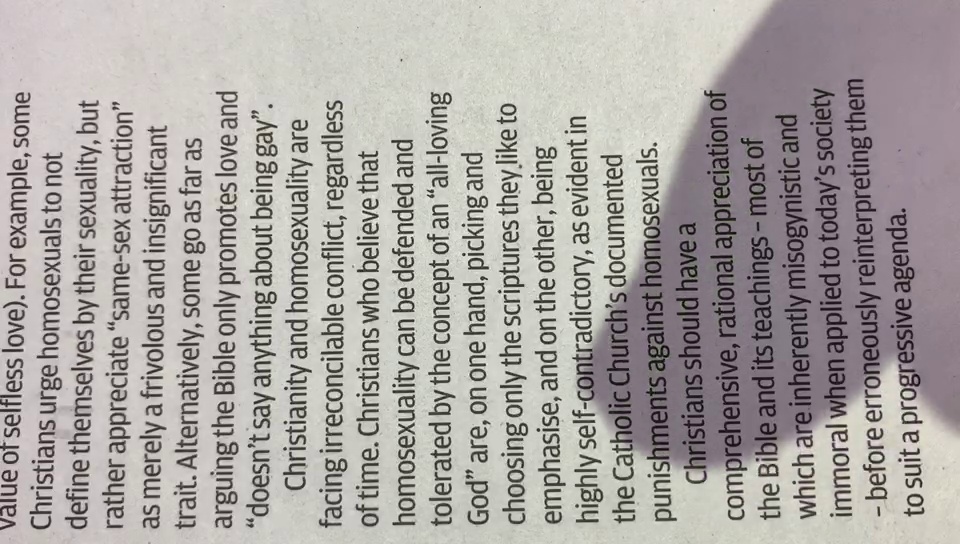 value of selfless love). For example, some
Christians urge homosexuals to not
define themselves by their sexuality, but
rather appreciate “same-sex attraction”
as merely a frivolous and insignificant
trait. Alternatively, some go as far as
arguing the Bible only promotes love and
“doesn’t say anything about being gay”.
Christianity and homosexuality are
facing irreconcilable conflict, regardless
of time. Christians who believe that
homosexuality can be defended and
tolerated by the concept of an “all-loving
God” are, on one hand, picking and
choosing only the scriptures they like to
emphasise, and on the other, being
highly self-contradictory, as evident in
the Catholic Church’s documented
punishments against homosexuals.
Christians should have a
comprehensive, rational appreciation of
the Bible and its teachings – most of
which are inherently misogynistic and
immoral when applied to today’s society
– before erroneously reinterpreting them
to suit a progressive agenda.